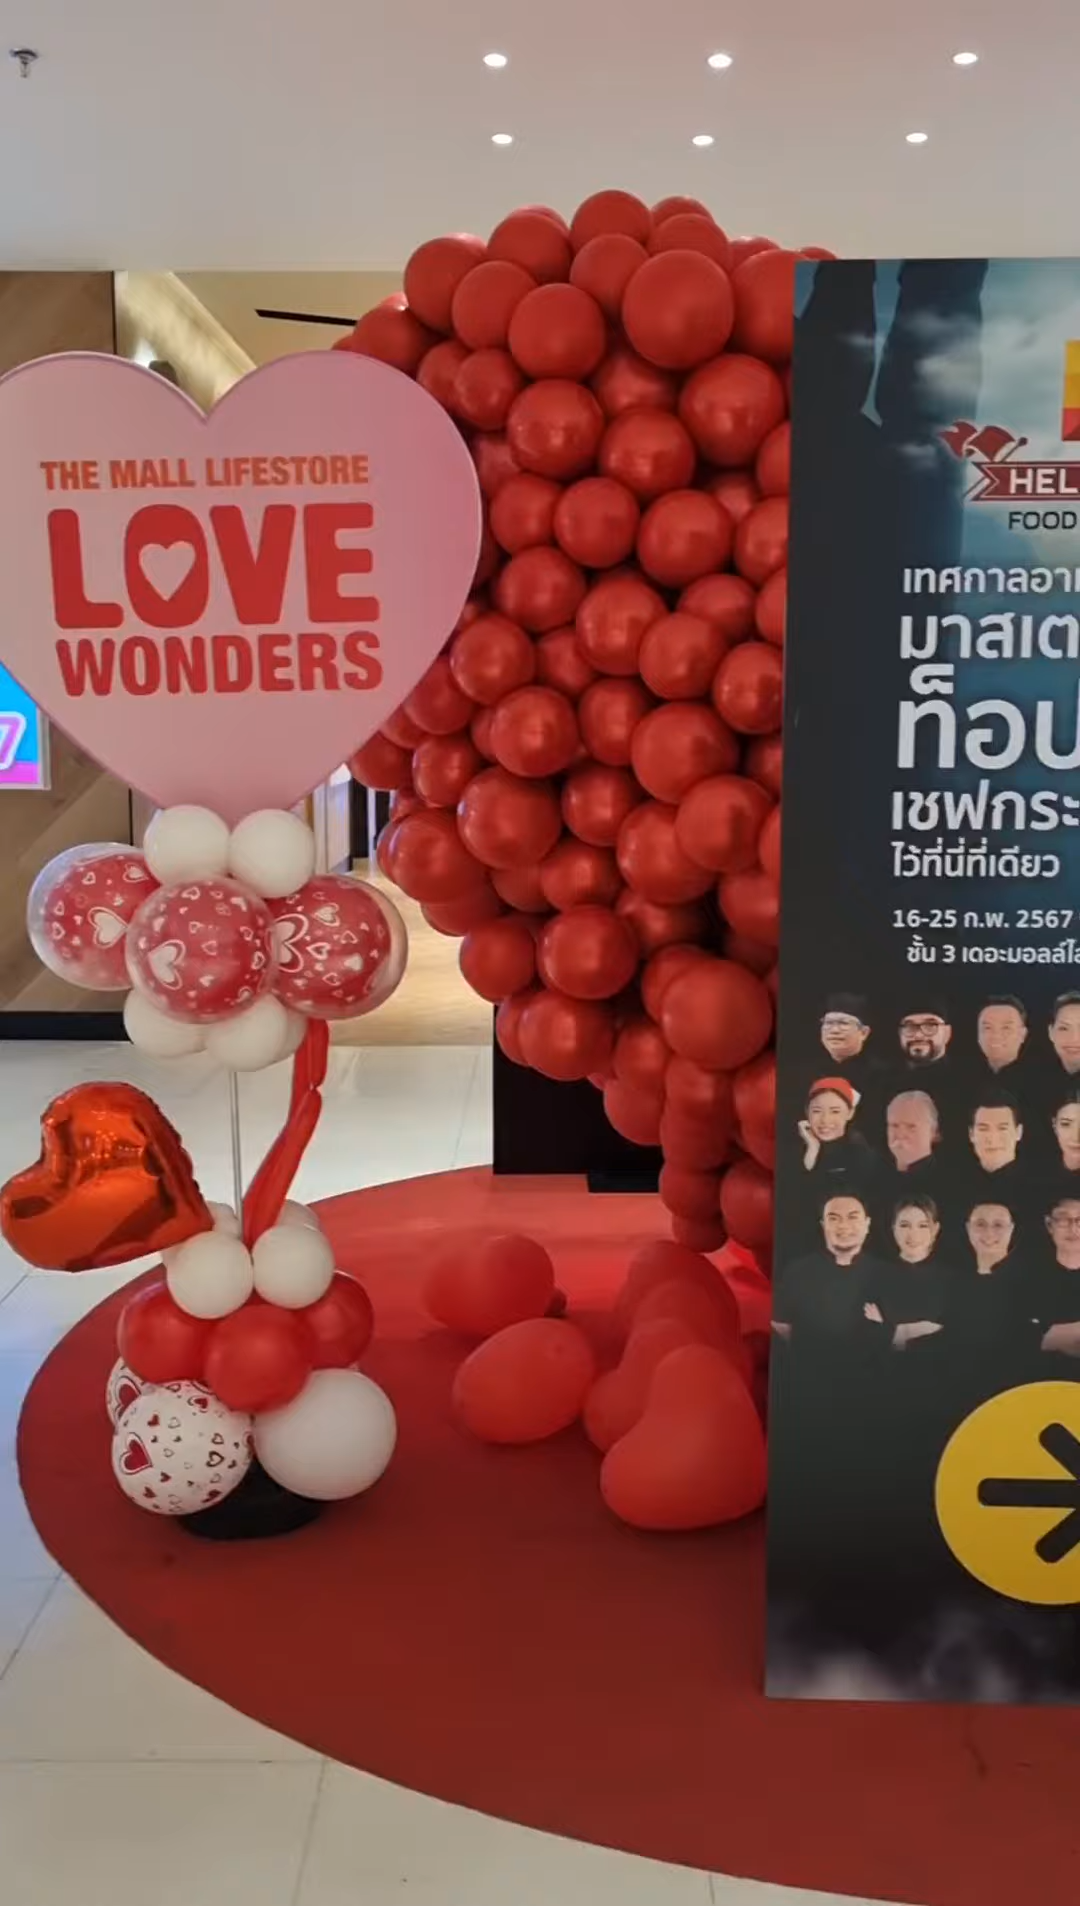 THE MALL LIFESTORE
LOVE
WONDERS
7
HEL
FOOD
เทศกาลอา
มาสเต
ท็อป
เชฟกระ
ไว้ที่นี่ที่เดียว
16-25 ก.พ. 2567
ชั้น 3 เดอะมอลล์ไล